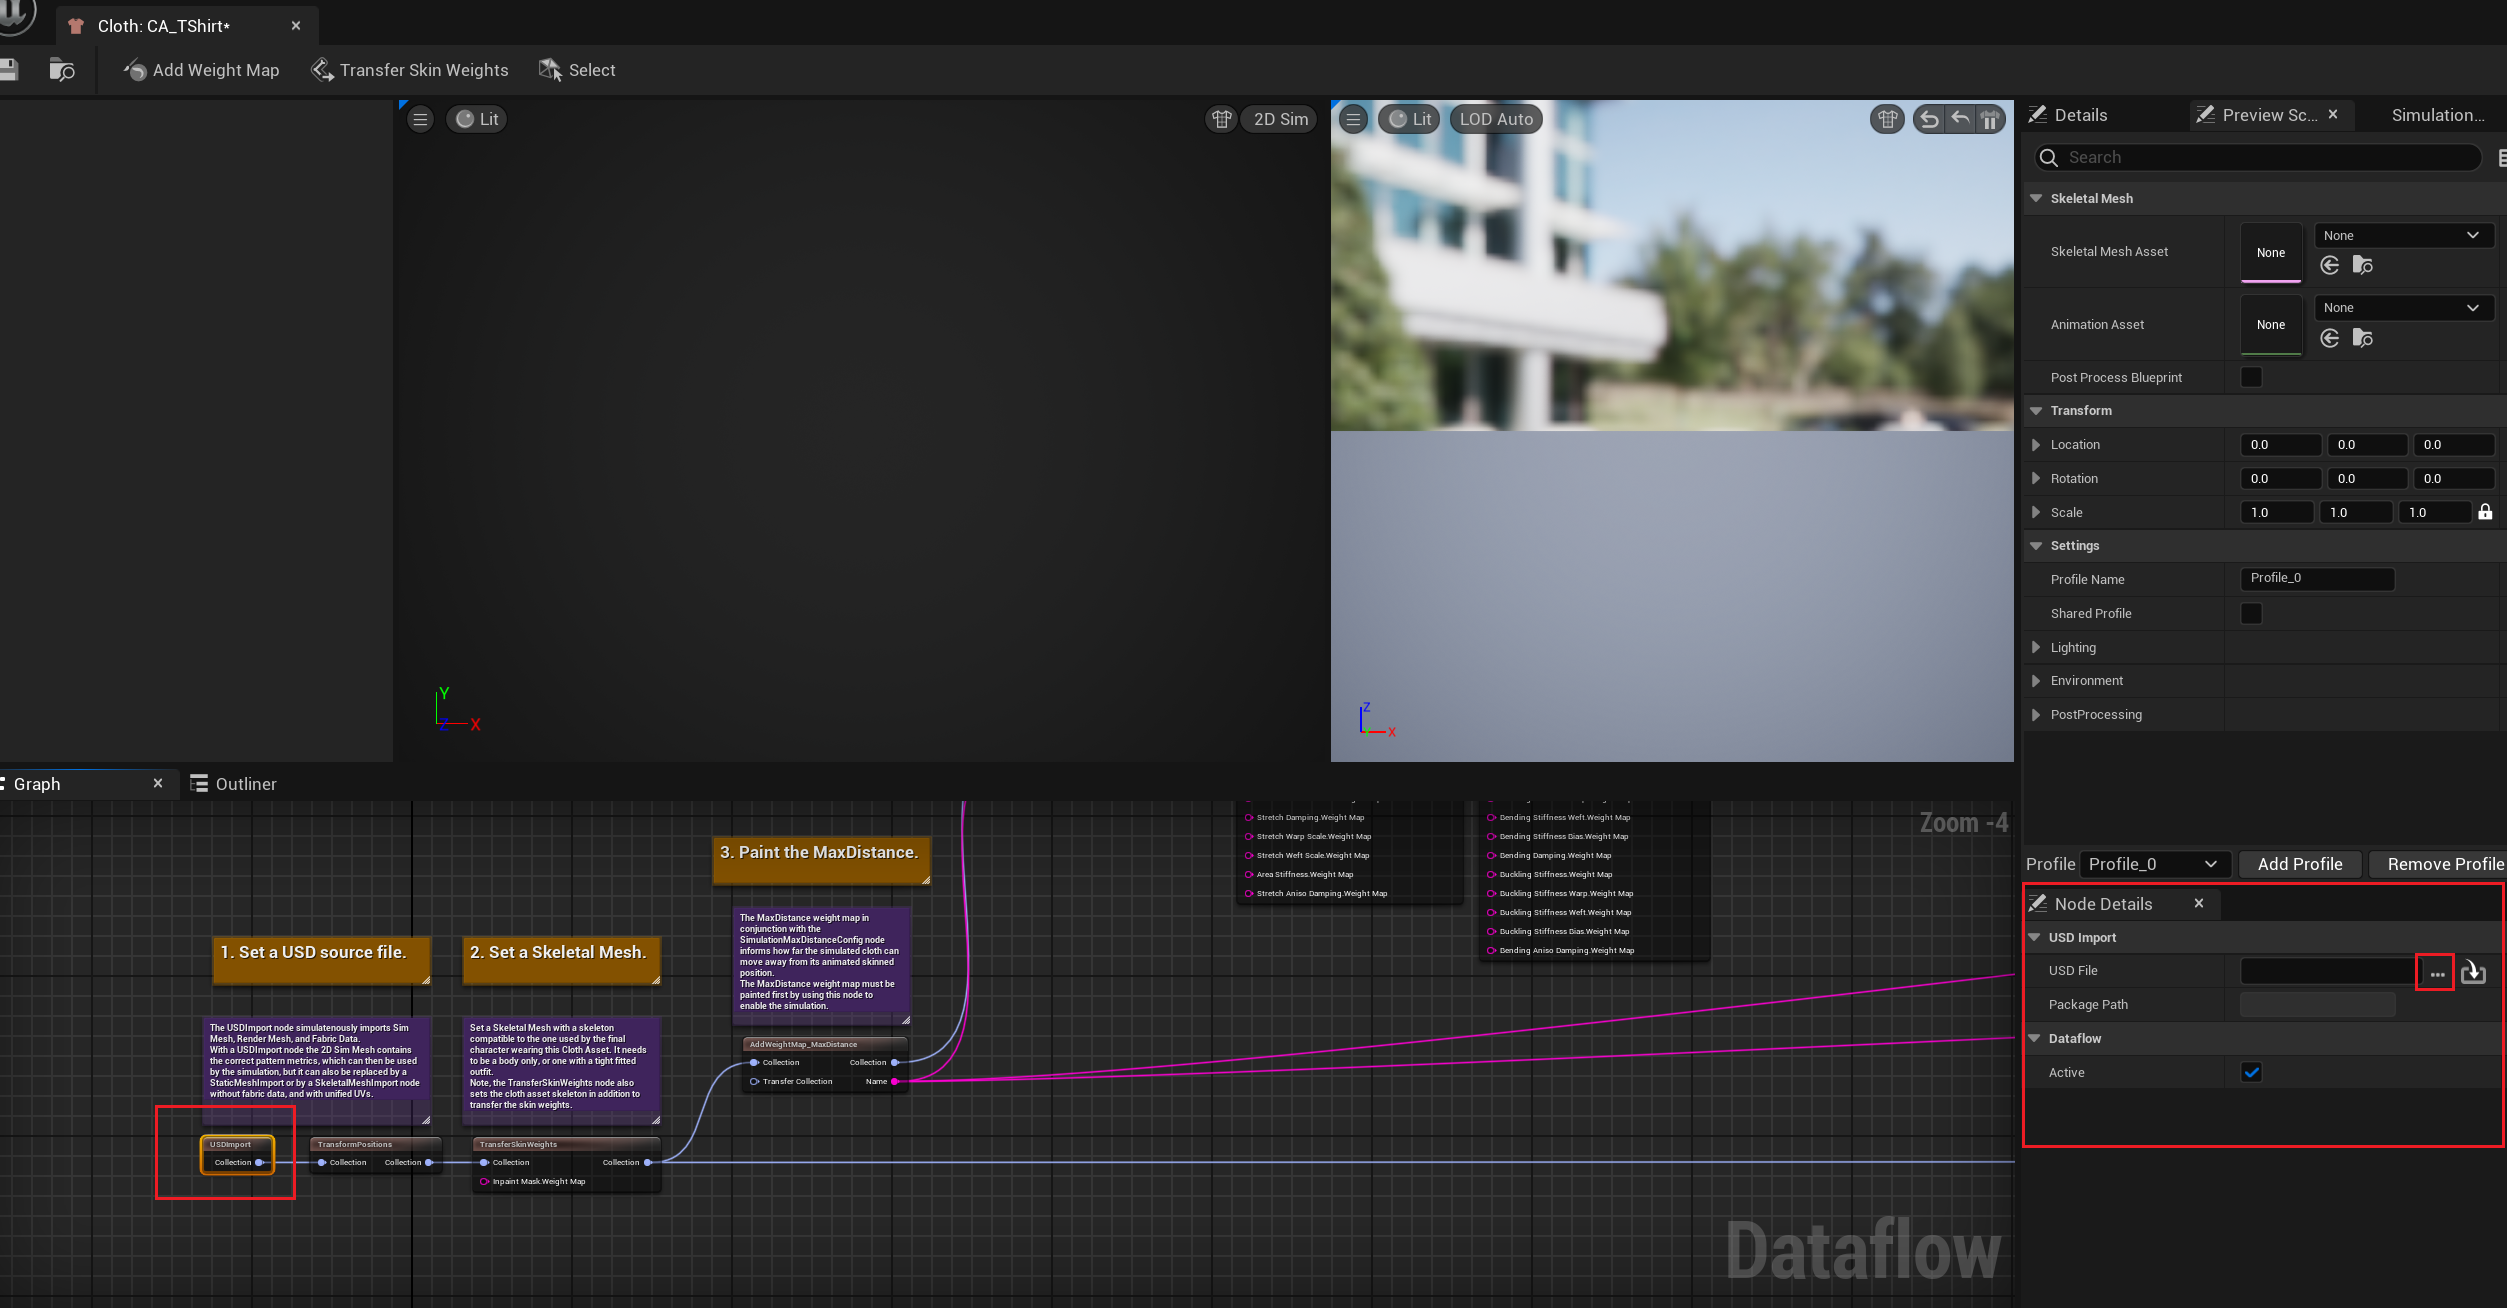 Cloth: CA_TShirt*
Add Weight Map
Transfer Skin Weights
Select
Lit
2D Sim
Lit
LOD Auto
Y
Z
X
Z
X
Details
Preview Sc...
Simulation...
Search
Skeletal Mesh
Skeletal Mesh Asset
None
None
Animation Asset
None
None
Post Process Blueprint
Transform
Location
0.0
0.0
0.0
Rotation
0.0
0.0
0.0
Scale
1.0
1.0
1.0
Settings
Profile Name
Profile_0
Shared Profile
Lighting
Environment
PostProcessing
Profile
Profile_0
Add Profile
Remove Profile
Node Details
USD Import
USD File
...
Package Path
Dataflow
Active
Graph
Outliner
Zoom -4
1. Set a USD source file.
2. Set a Skeletal Mesh.
3. Paint the MaxDistance.
The USDImport node simulatenously imports Sim
Mesh, Render Mesh, and Fabric Data.
With a USDImport node the 2D Sim Mesh contains
the correct pattern metrics, which can then be used
by the simulation, but it can also be replaced by a
StaticMeshImport or by a SkeletalMeshImport node
without fabric data, and with unified UVs.
Set a Skeletal Mesh with a skeleton
compatible to the one used by the final
character wearing this Cloth Asset. It needs
to be a body only, or one with a tight fitted
outfit.
Note, the TransferSkinWeights node also
sets the cloth asset skeleton in addition to
transfer the skin weights.
The MaxDistance weight map in
conjunction with the
SimulationMaxDistanceConfig node
informs how far the simulated cloth can
move away from its animated skinned
position.
The MaxDistance weight map must be
painted first by using this node to
enable the simulation.
USDImport
Collection
TransformPositions
Collection
Collection
TransferSkinWeights
Collection
Collection
Inpaint Mask.Weight Map
AddWeightMap_MaxDistance
Collection
Collection
Transfer Collection
Name
Stretch Damping.Weight Map
Stretch Warp Scale.Weight Map
Stretch Weft Scale.Weight Map
Area Stiffness.Weight Map
Stretch Aniso Damping.Weight Map
Bending Stiffness Weft.Weight Map
Bending Stiffness Bias.Weight Map
Bending Damping.Weight Map
Buckling Stiffness.Weight Map
Buckling Stiffness Warp.Weight Map
Buckling Stiffness Weft.Weight Map
Buckling Stiffness Bias.Weight Map
Bending Aniso Damping.Weight Map
Dataflow